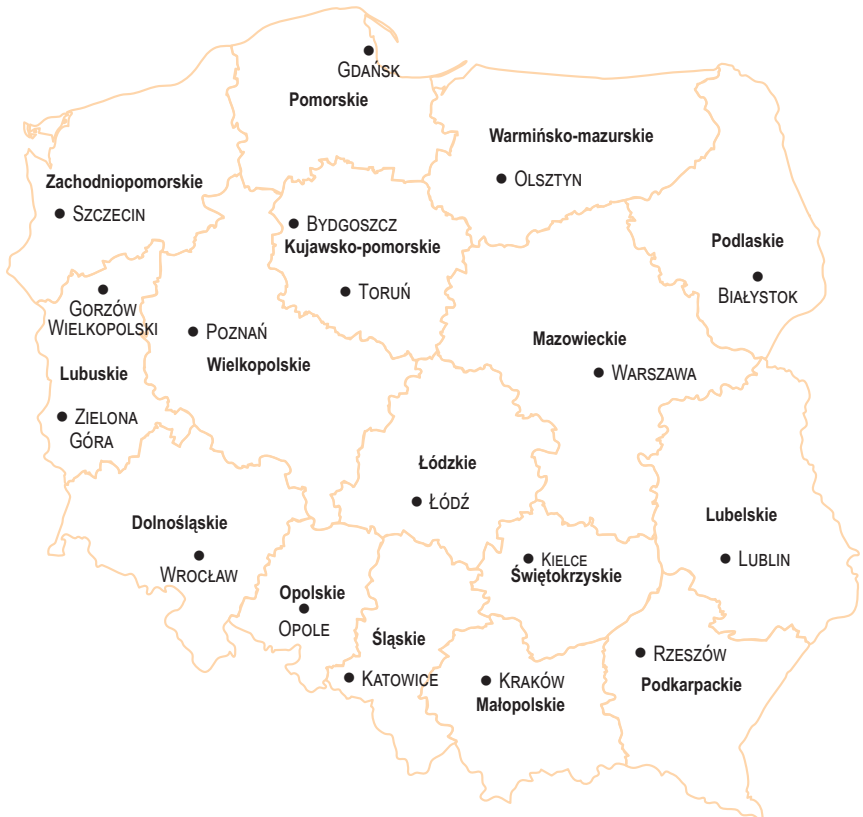 GDAŃSK
Pomorskie
Warmińsko-mazurskie
OLSZTYN
Zachodniopomorskie
SZCZECIN
BYDGOSZCZ
Kujawsko-pomorskie
TORUŃ
Podlaskie
BIAŁYSTOK
GORZÓW
WIELKOPOLSKI
Lubuskie
ZIELONA
GÓRA
POZNAŃ
Wielkopolskie
Mazowieckie
WARSZAWA
Łódzkie
ŁÓDŹ
Dolnośląskie
WROCŁAW
Lubelskie
LUBLIN
KIELCE
Świętokrzyskie
Opolskie
OPOLE
Śląskie
KATOWICE
KRAKÓW
Małopolskie
RZESZÓW
Podkarpackie